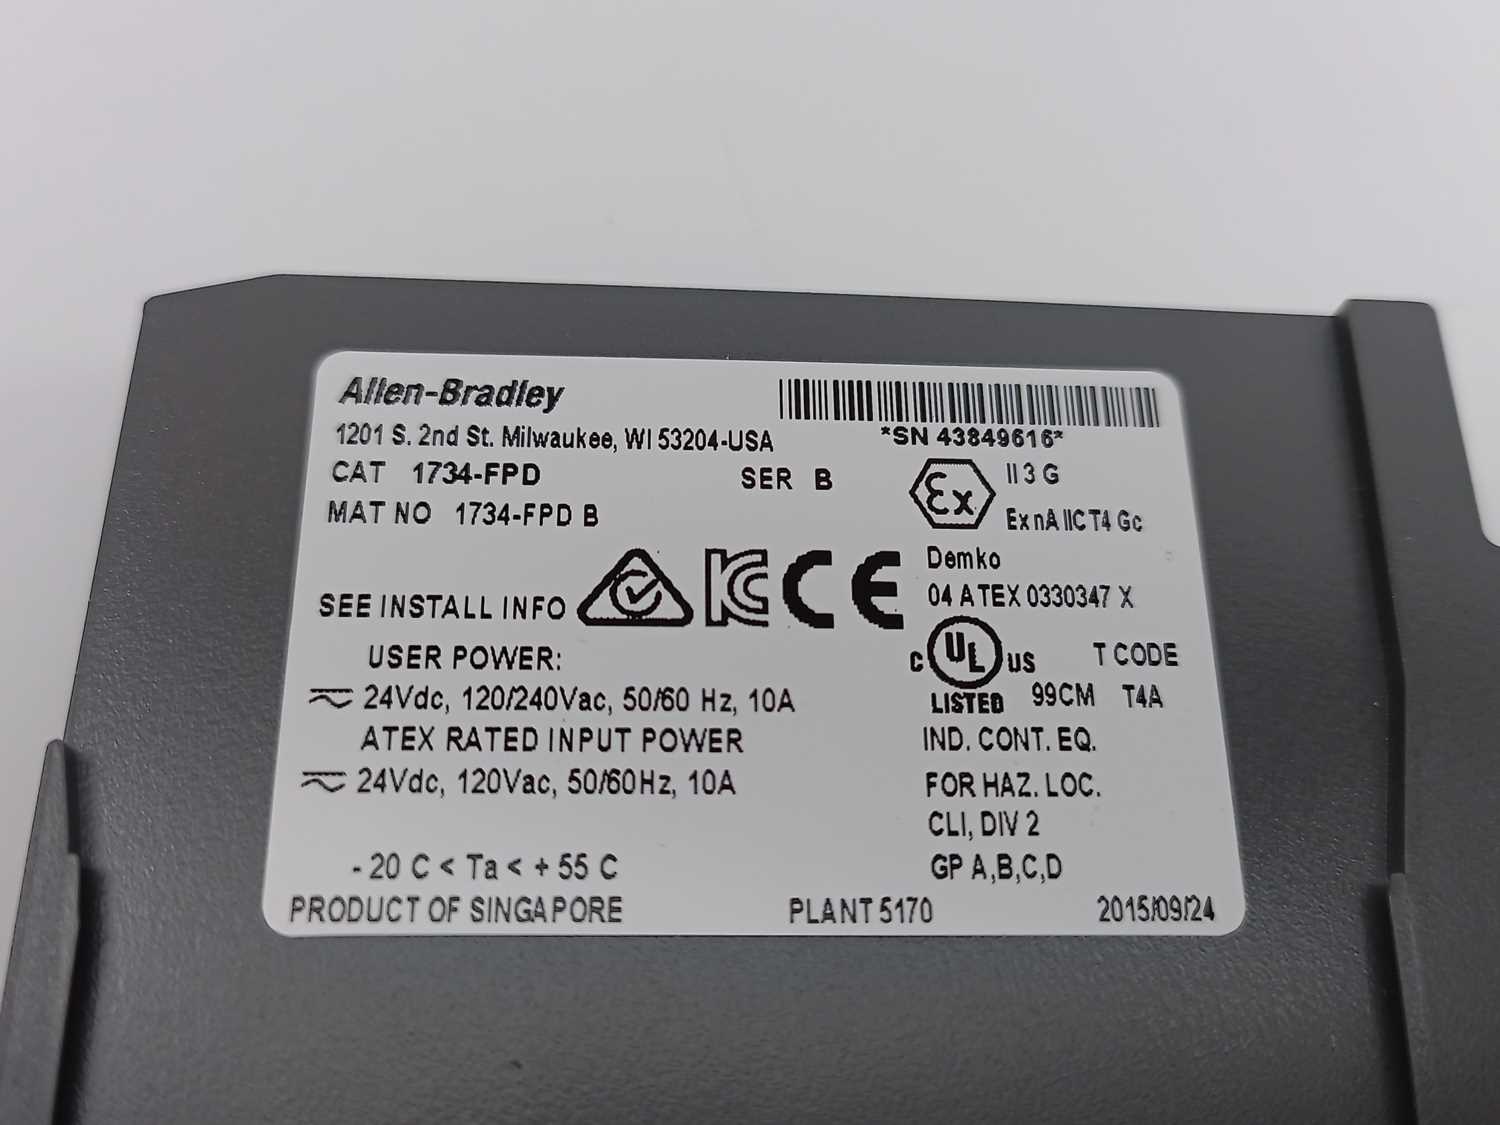 Allen-Bradley
1201 S. 2nd St. Milwaukee, WI 53204-USA
*SN 43849616*
CAT 1734-FPD SER B
MAT NO 1734-FPD B
Ex II 3 G
Ex nA IIC T4 Gc
Demko
04 ATEX 0330347 X
SEE INSTALL INFO KC CE
C UL US
LISTED 99CM
T CODE
T4A
USER POWER:
24Vdc, 120/240Vac, 50/60 Hz, 10A
ATEX RATED INPUT POWER
24Vdc, 120Vac, 50/60Hz, 10A
IND. CONT. EQ.
FOR HAZ. LOC.
CLI, DIV 2
GP A,B,C,D
- 20 C < Ta < + 55 C
PRODUCT OF SINGAPORE PLANT 5170 2015/09/24